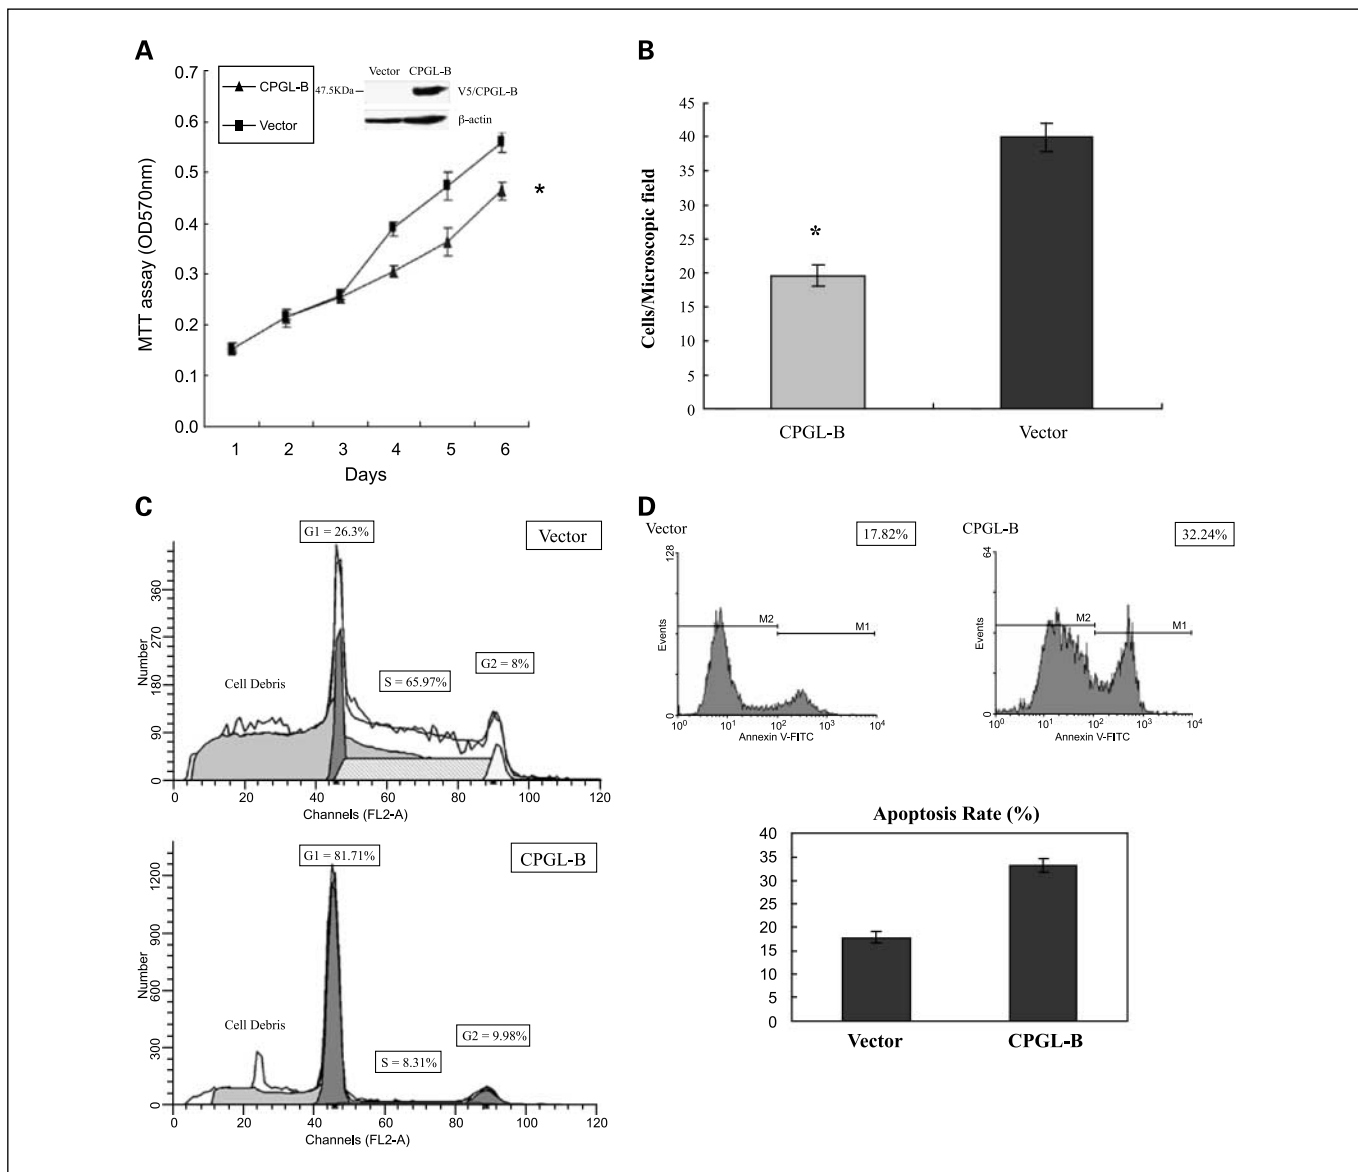 A
0.7
0.6
0.5
0.4
0.3
0.2
0.1
0.0
MTT assay (OD570nm)
CPGL-B
Vector
Vector CPGL-B
47.5KDa
V5/CPGL-B
β-actin
*
1 2 3 4 5 6
Days
B
45
40
35
30
25
20
15
10
5
0
Cells/Microscopic field
*
CPGL-B Vector
C
G1 = 26.3%
Vector
360
270
180
90
0
Number
Cell Debris
S = 65.97%
G2 = 8%
0 20 40 60 80 100 120
Channels (FL2-A)
G1 = 81.71%
CPGL-B
1200
900
600
300
0
Number
Cell Debris
S = 8.31%
G2 = 9.98%
0 20 40 60 80 100 120
Channels (FL2-A)
D
Vector
17.82%
128
0
Events
M2
M1
10⁰ 10¹ 10² 10³ 10⁴
Annexin V-FITC
CPGL-B
32.24%
64
0
Events
M2
M1
10⁰ 10¹ 10² 10³ 10⁴
Annexin V-FITC
Apoptosis Rate (%)
40
35
30
25
20
15
10
5
0
Vector CPGL-B